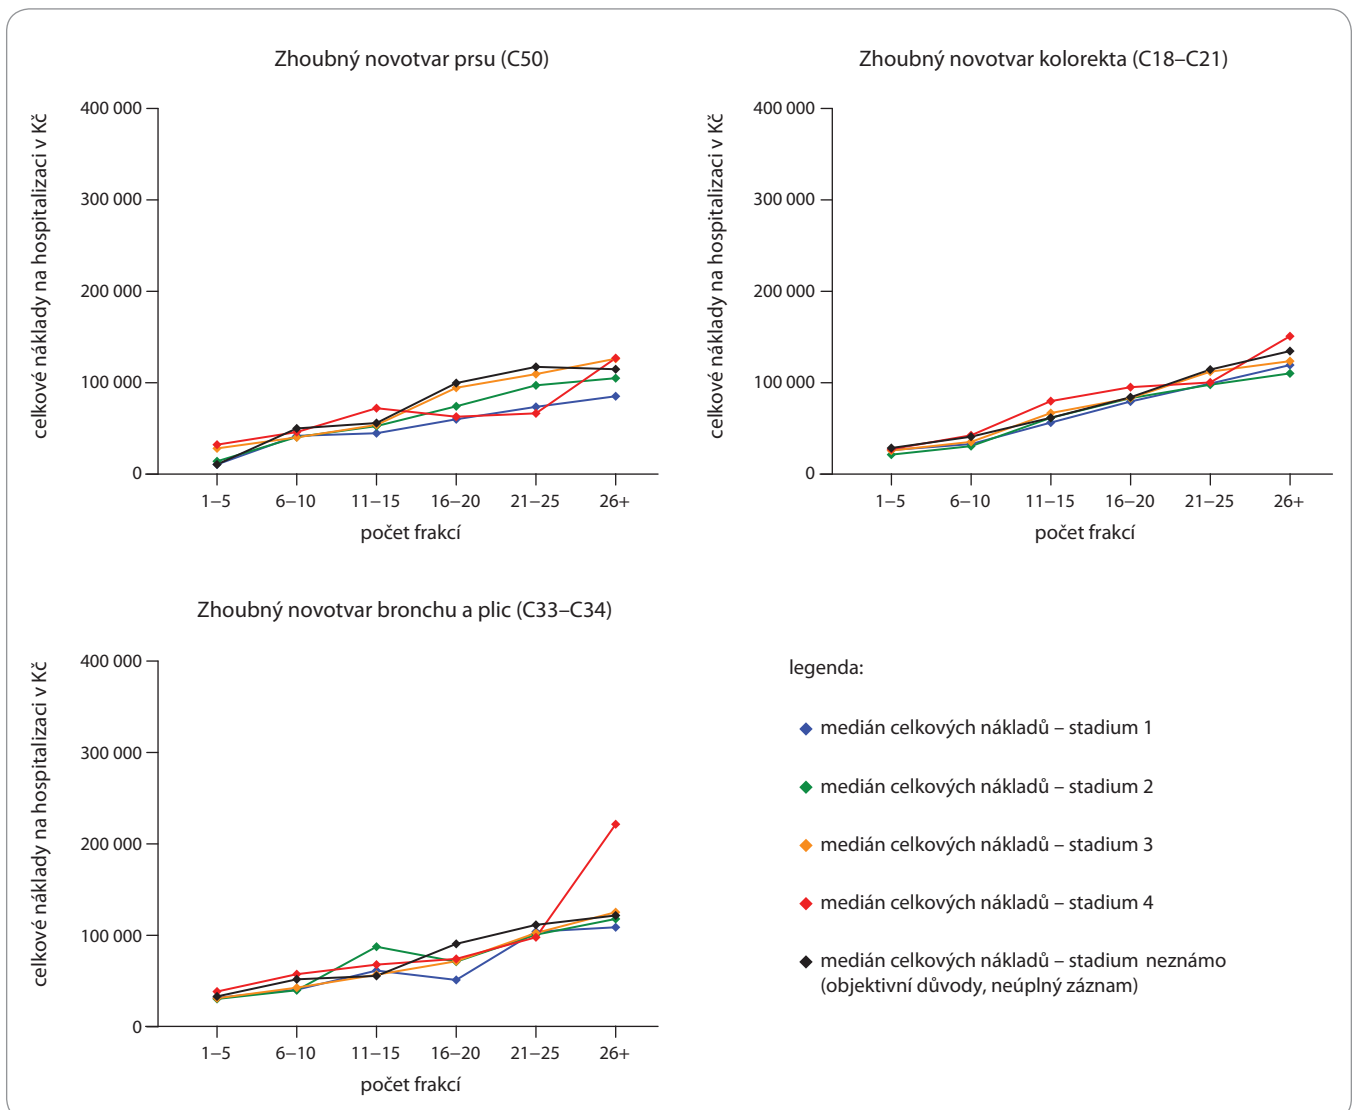 Zhoubný novotvar prsu (C50)
celkové náklady na hospitalizaci v Kč
400 000
300 000
200 000
100 000
0
1–5 6–10 11–15 16–20 21–25 26+
počet frakcí
Zhoubný novotvar kolorekta (C18–C21)
celkové náklady na hospitalizaci v Kč
400 000
300 000
200 000
100 000
0
1–5 6–10 11–15 16–20 21–25 26+
počet frakcí
Zhoubný novotvar bronchu a plic (C33–C34)
celkové náklady na hospitalizaci v Kč
400 000
300 000
200 000
100 000
0
1–5 6–10 11–15 16–20 21–25 26+
počet frakcí
legenda:
medián celkových nákladů – stadium 1
medián celkových nákladů – stadium 2
medián celkových nákladů – stadium 3
medián celkových nákladů – stadium 4
medián celkových nákladů – stadium neznámo
(objektivní důvody, neúplný záznam)